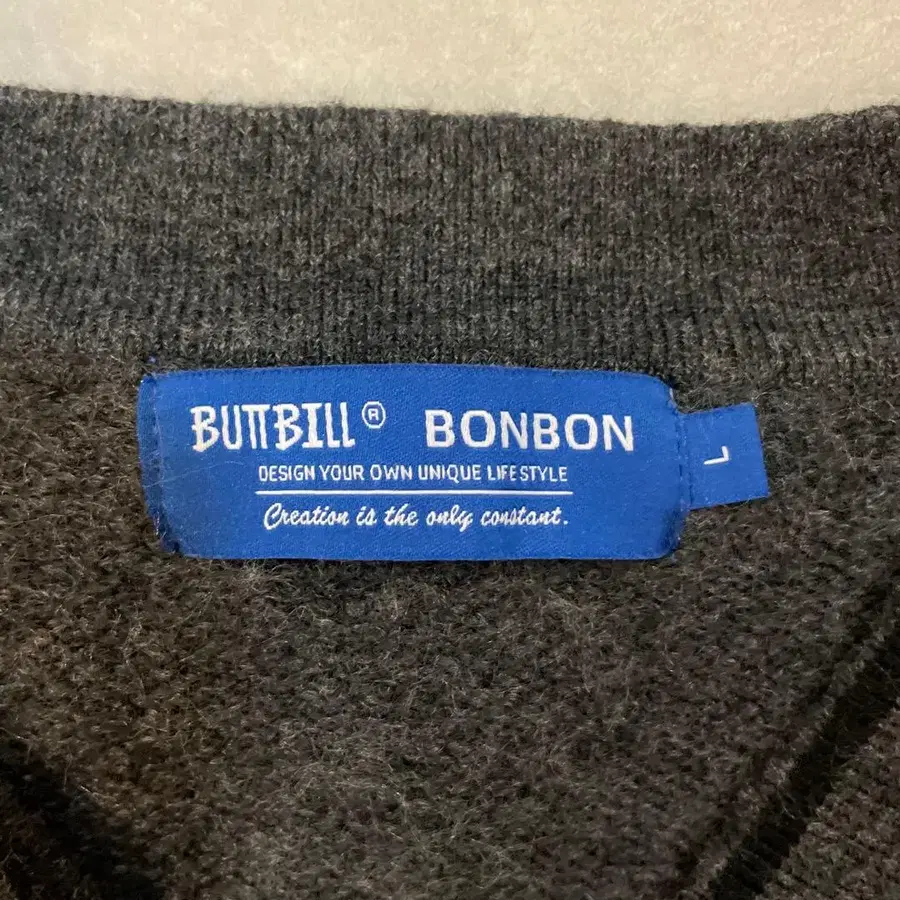 BUTTBILL® BONBON
L
DESIGN YOUR OWN UNIQUE LIFESTYLE
Creation is the only constant.